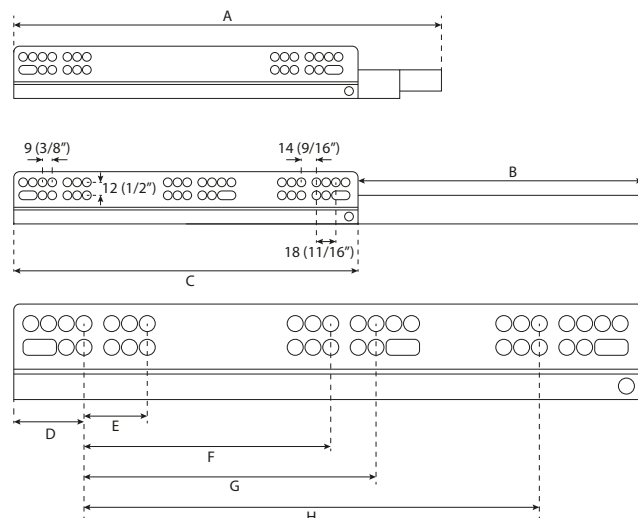 A
9 (3/8”)
14 (9/16”)
12 (1/2”)
B
18 (11/16”)
C
D
E
F
G
H